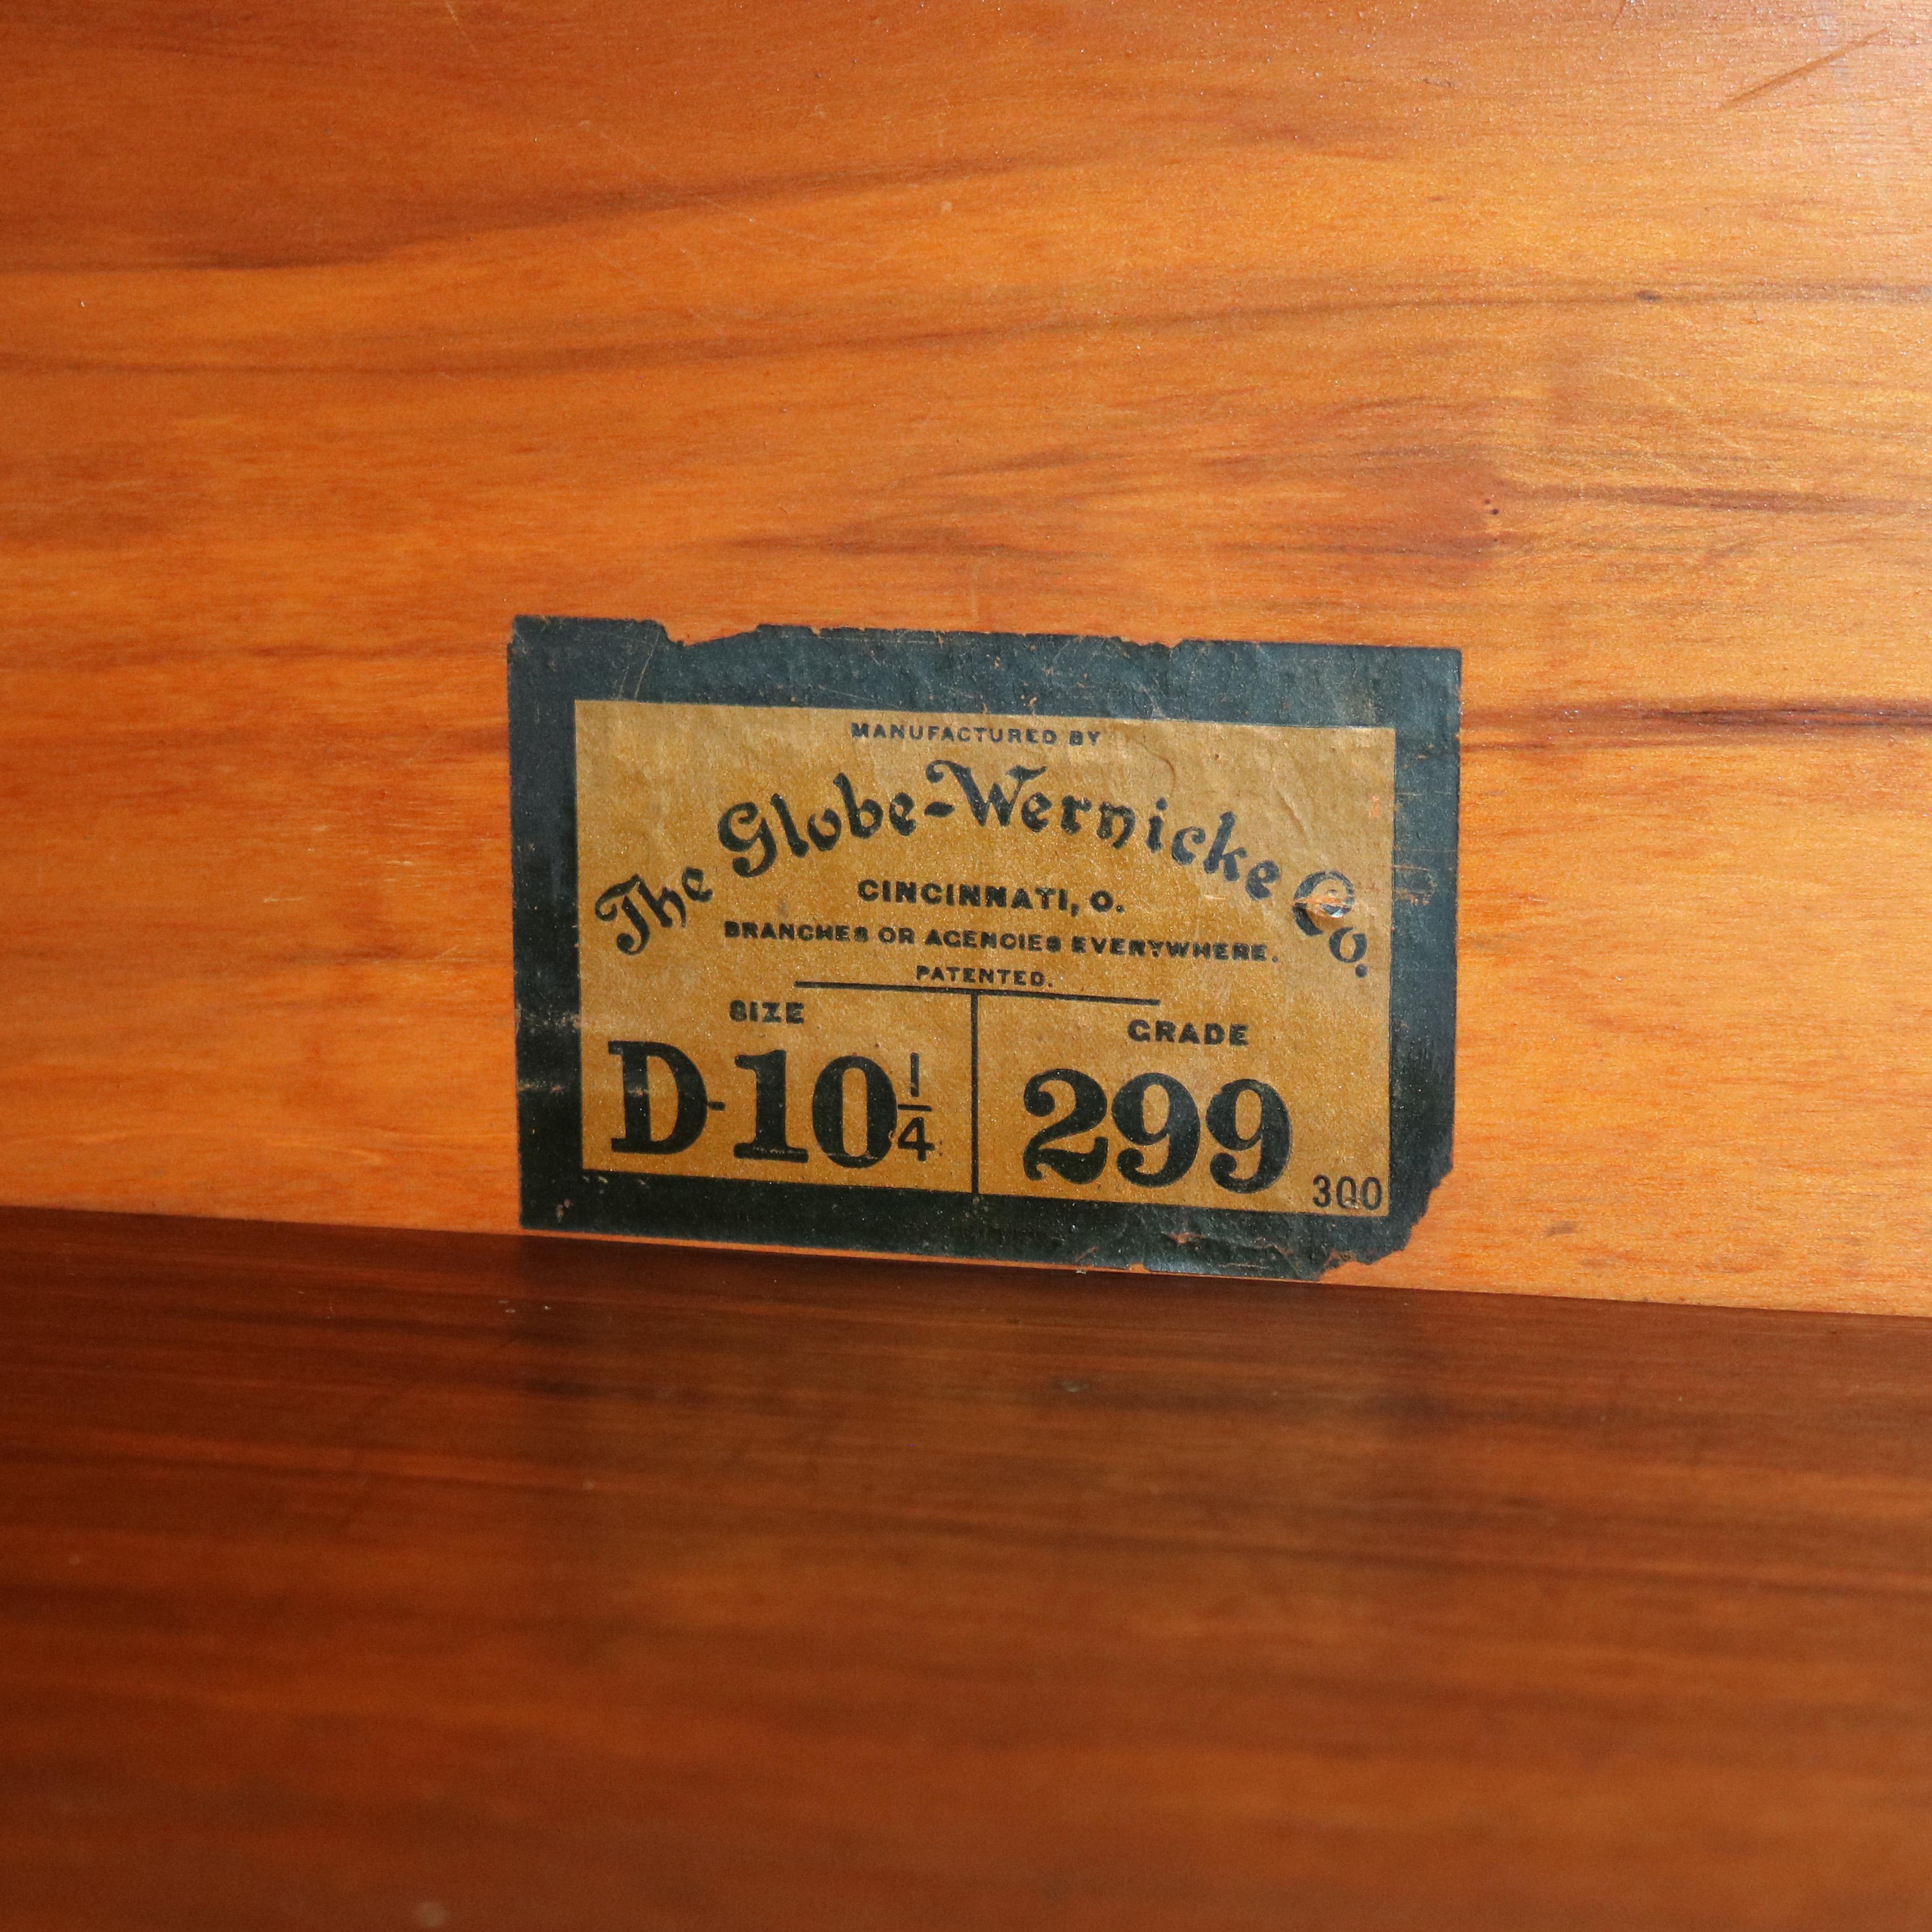 MANUFACTURED BY
The Globe-Wernicke Co.
CINCINNATI, O.
BRANCHES OR AGENCIES EVERYWHERE.
PATENTED.
SIZE
D-10 1/4
GRADE
299
300